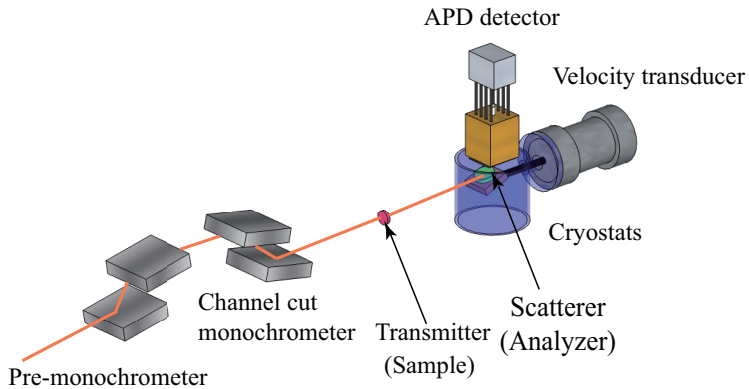 APD detector
Velocity transducer
Cryostats
Channel cut
monochrometer
Transmitter
(Sample)
Scatterer
(Analyzer)
Pre-monochrometer